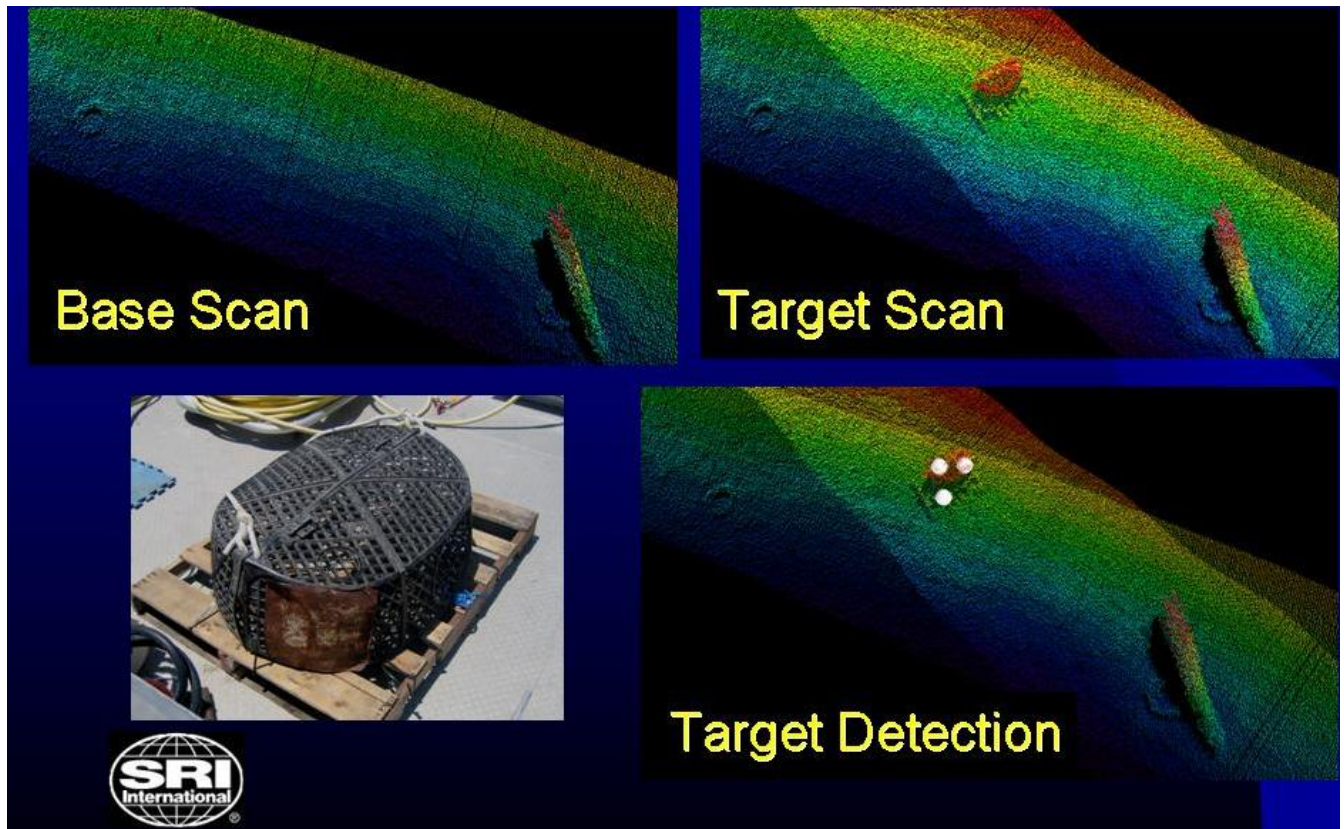 Base Scan
Target Scan
Target Detection
SRI
International
®